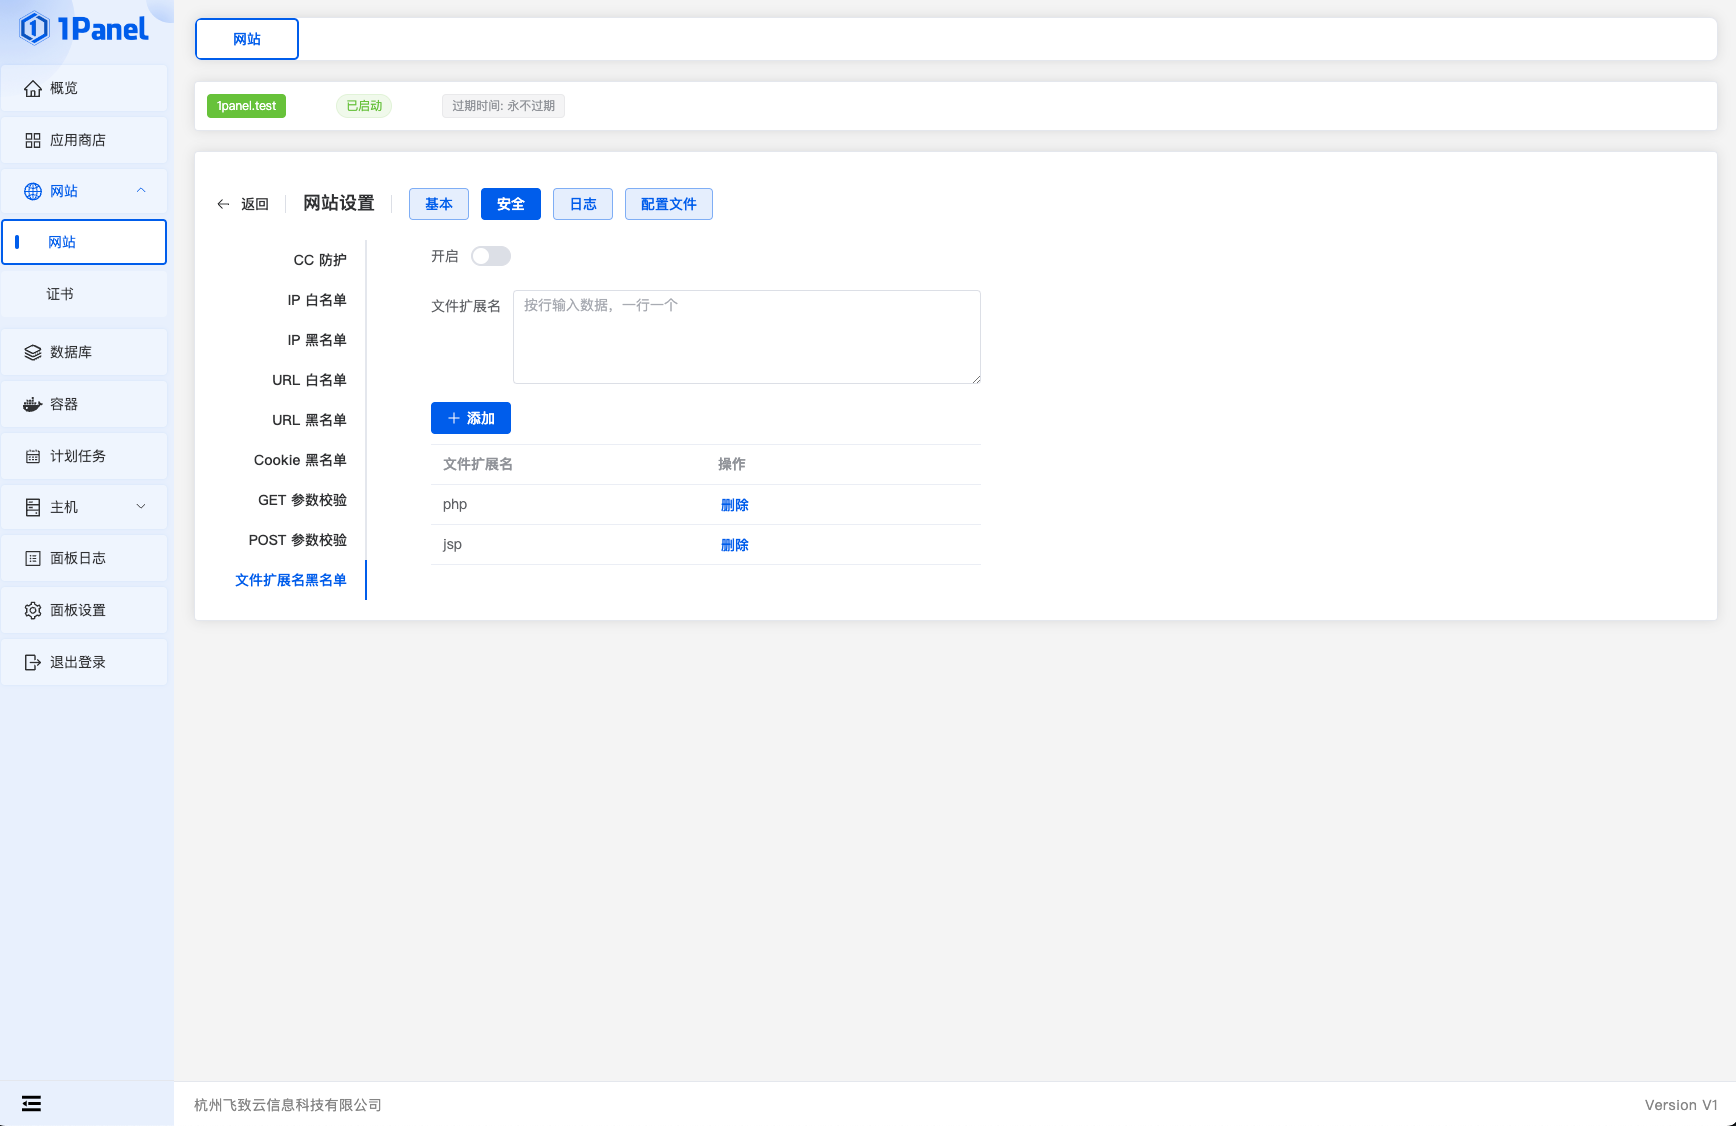 1Panel
概览
应用商店
网站
网站
证书
数据库
容器
计划任务
主机
面板日志
面板设置
退出登录
网站
1panel.test 已启动 过期时间: 永不过期
返回 网站设置 基本 安全 日志 配置文件
CC 防护
IP 白名单
IP 黑名单
URL 白名单
URL 黑名单
Cookie 黑名单
GET 参数校验
POST 参数校验
文件扩展名黑名单
开启
文件扩展名 按行输入数据，一行一个
添加
文件扩展名 操作
php 删除
jsp 删除
杭州飞致云信息科技有限公司 Version V1